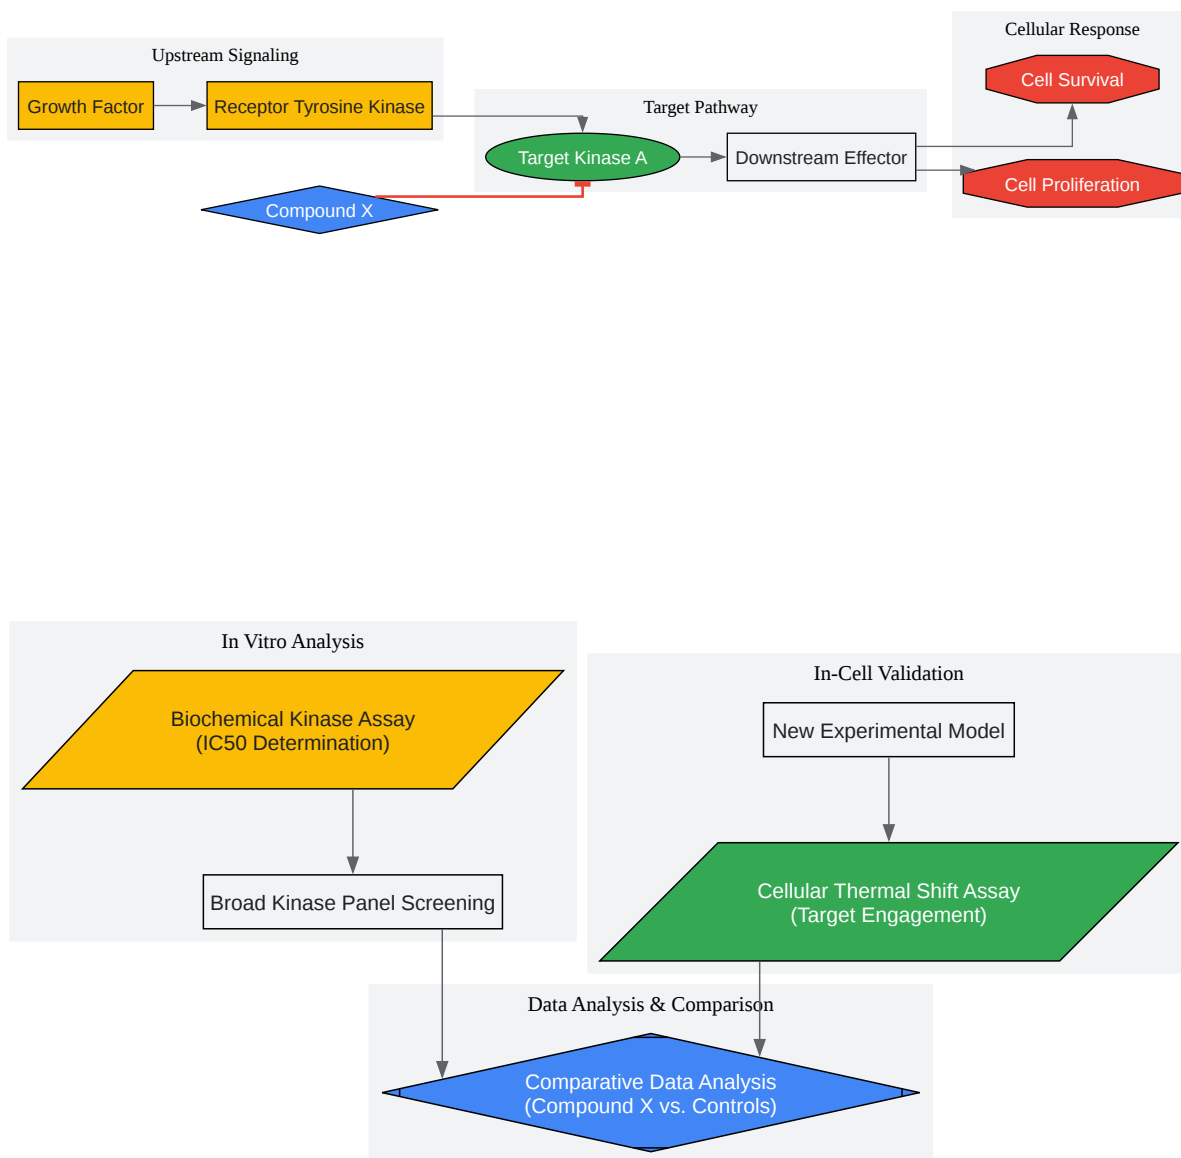 Upstream Signaling
Growth Factor
Receptor Tyrosine Kinase
Compound X
Target Pathway
Target Kinase A
Downstream Effector
Cellular Response
Cell Survival
Cell Proliferation
In Vitro Analysis
Biochemical Kinase Assay
(IC50 Determination)
Broad Kinase Panel Screening
In-Cell Validation
New Experimental Model
Cellular Thermal Shift Assay
(Target Engagement)
Data Analysis & Comparison
Comparative Data Analysis
(Compound X vs. Controls)